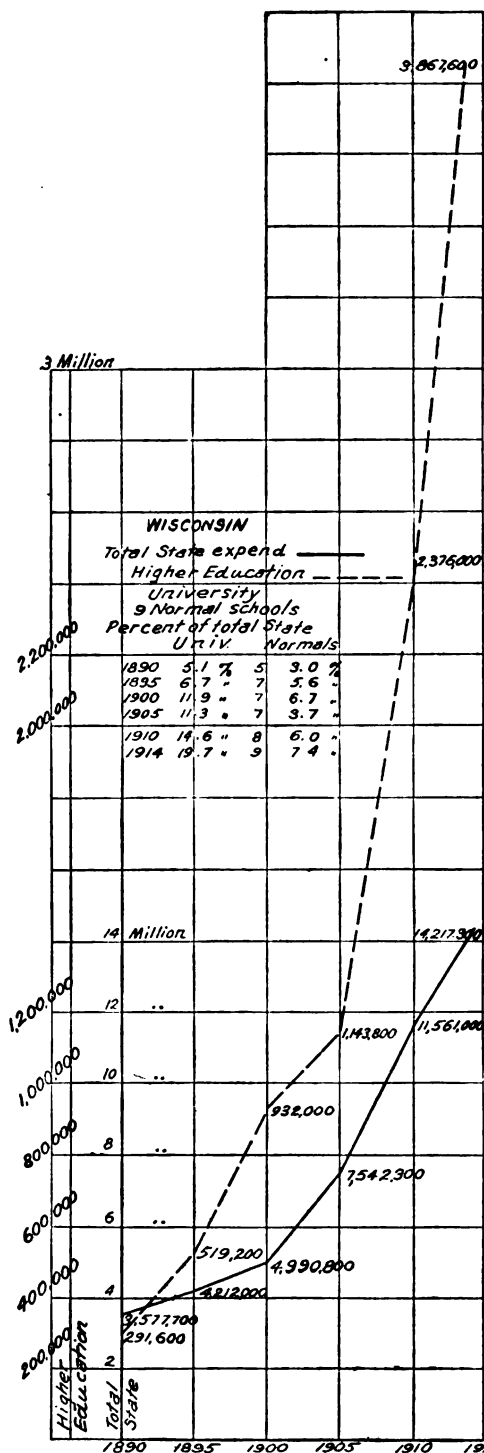 3,867,600
3 Million
WISCONSIN
Total State expend
Higher Education
2,376,000
University
9 Normal schools
Percent of total State
Univ. Normals
2,200,000
1890 5.1 % 5 3.0 %
1895 6.7 " 7 5.6 "
1900 11.9 " 7 6.7 "
2,000,000
1905 11.3 " 7 3.7 "
1910 14.6 " 8 6.0 "
1914 19.7 " 9 7.4 "
14 Million
14,217,300
1,200,000
12 "
1,143,800
11,561,000
1,000,000
10 "
932,000
800,000
8 "
7,542,300
600,000
6 "
519,200
4,990,800
400,000
4
4,212,000
3,577,700
291,600
200,000
2
Higher Education
Total State
1890 1895 1900 1905 1910